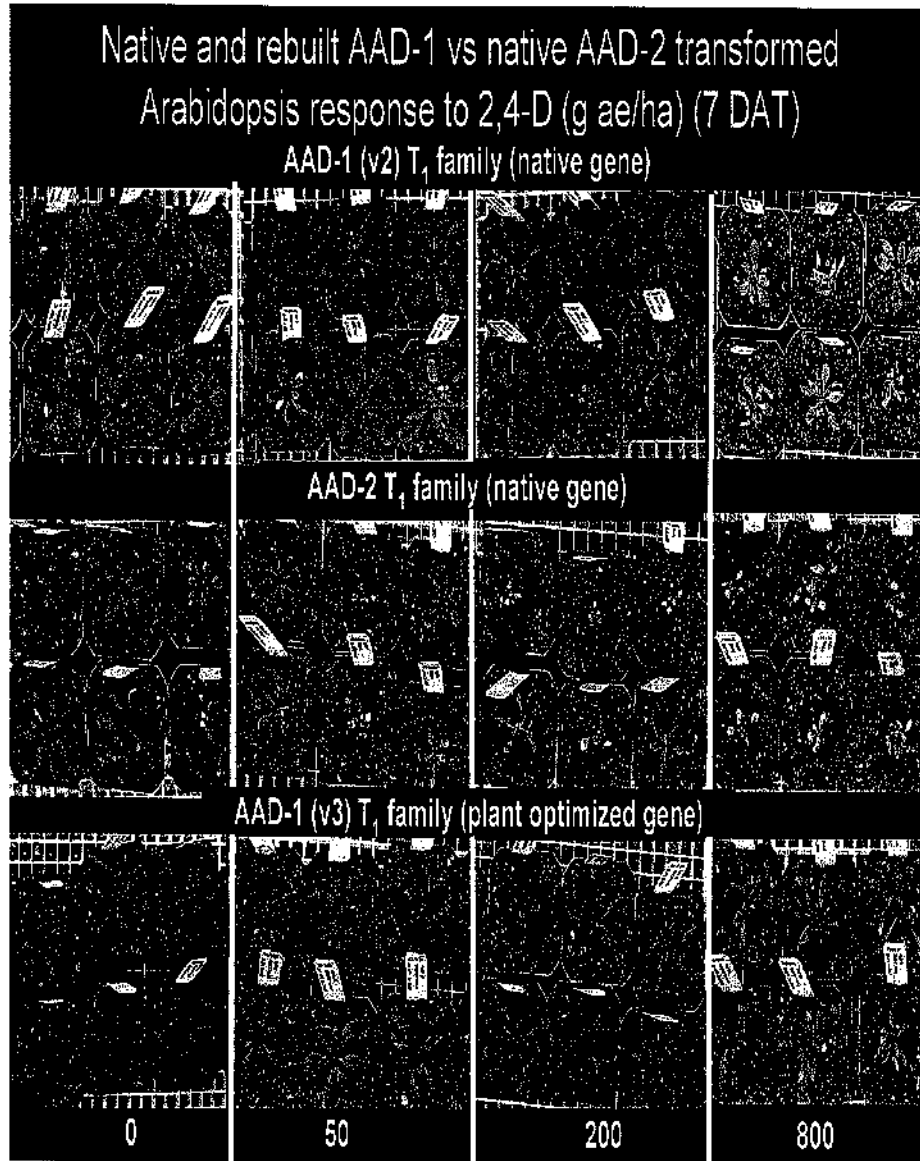 Native and rebuilt AAD-1 vs native AAD-2 transformed
Arabidopsis response to 2,4-D (g ae/ha) (7 DAT)
AAD-1 (v2) T1 family (native gene)
AAD-2 T1 family (native gene)
AAD-1 (v3) T1 family (plant optimized gene)
0 50 200 800